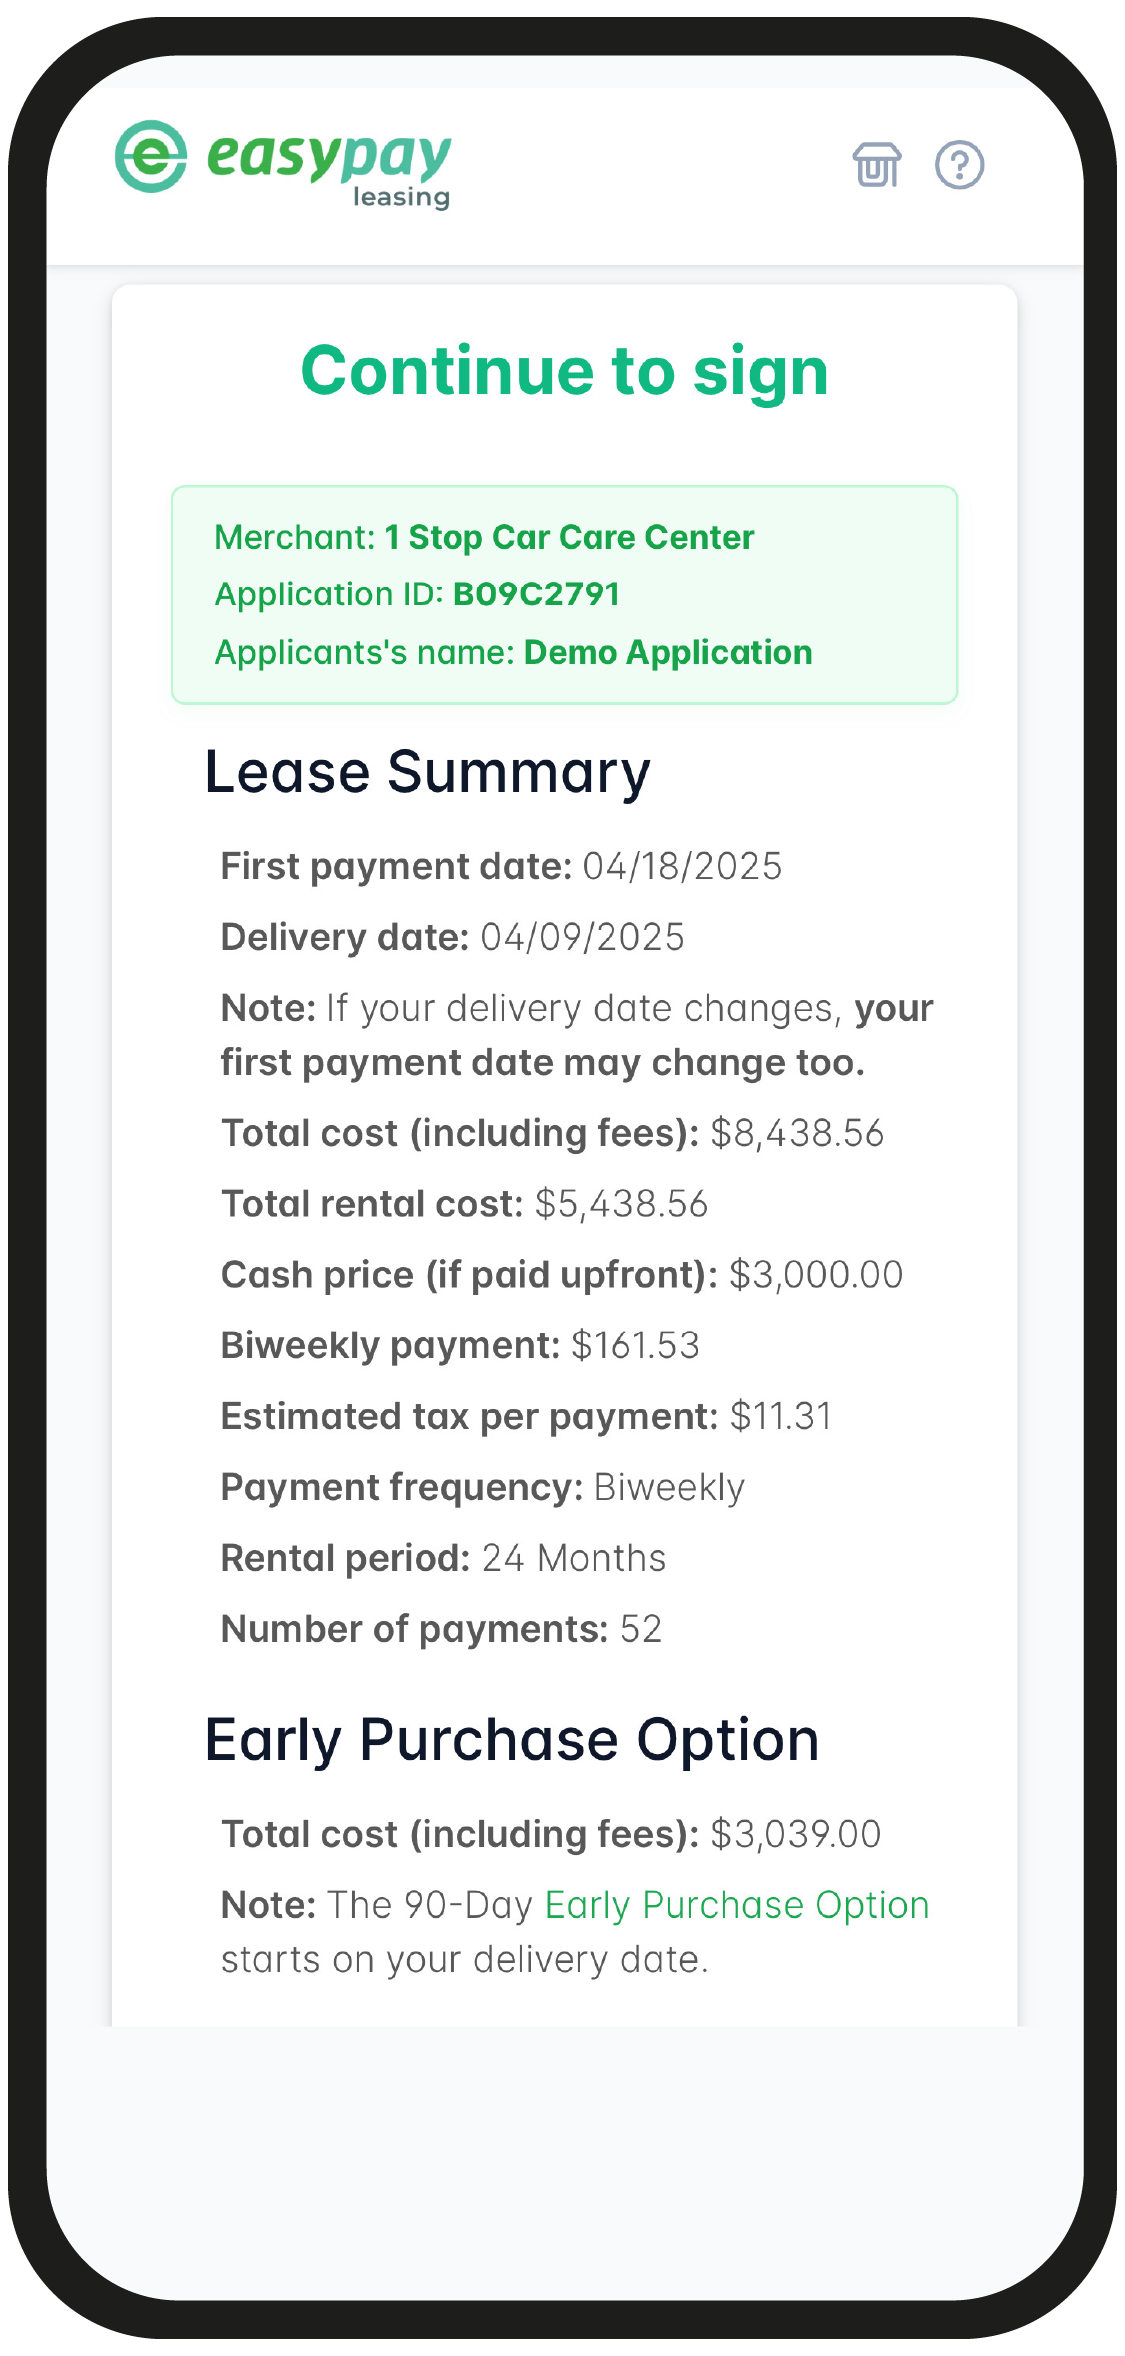 easypay
leasing
Continue to sign
Merchant: 1 Stop Car Care Center
Application ID: B09C2791
Applicants's name: Demo Application
Lease Summary
First payment date: 04/18/2025
Delivery date: 04/09/2025
Note: If your delivery date changes, your
first payment date may change too.
Total cost (including fees): $8,438.56
Total rental cost: $5,438.56
Cash price (if paid upfront): $3,000.00
Biweekly payment: $161.53
Estimated tax per payment: $11.31
Payment frequency: Biweekly
Rental period: 24 Months
Number of payments: 52
Early Purchase Option
Total cost (including fees): $3,039.00
Note: The 90-Day Early Purchase Option
starts on your delivery date.